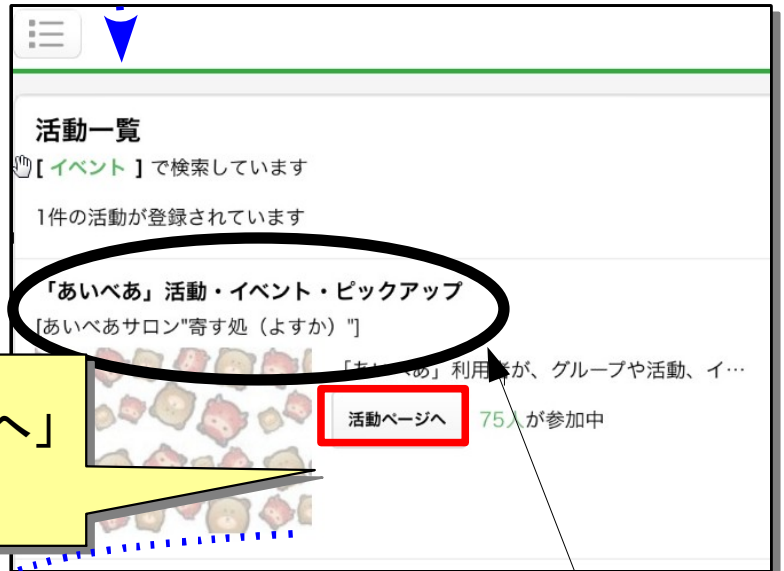 活動一覧
[ イベント ] で検索しています
1件の活動が登録されています
「あいべあ」活動・イベント・ピックアップ
[あいべあサロン"寄す処（よすか）"]
「あいべあ」利用者が、グループや活動、イ…
活動ページへ 75人が参加中
へ」